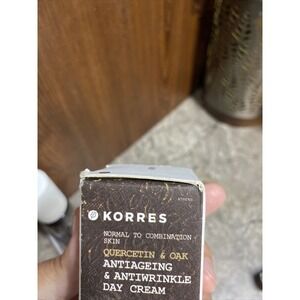 KORRES
NORMAL TO COMBINATION
SKIN
QUERCETIN & OAK
ANTIAGEING
& ANTIWRINKLE
DAY CREAM